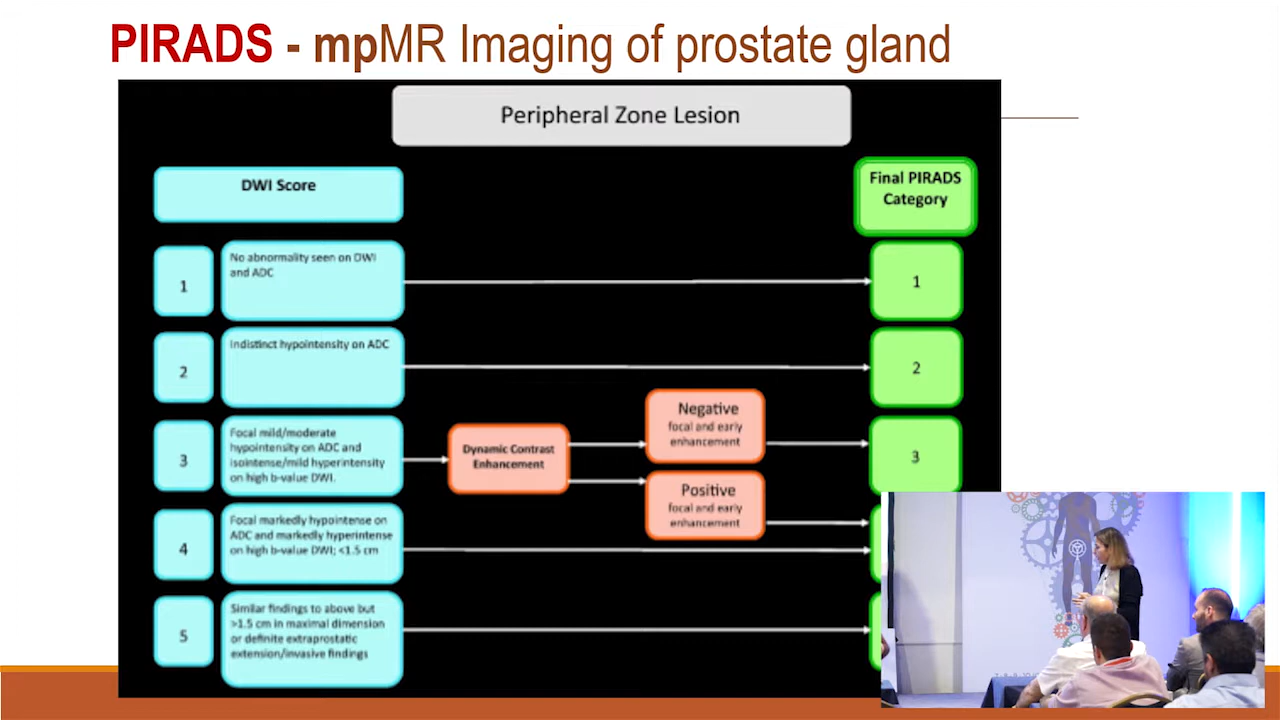 PIRADS - mpMR Imaging of prostate gland
Peripheral Zone Lesion
DWI Score
Final PIRADS
Category
1
No abnormality seen on DWI
and ADC
1
2
Indistinct hypointensity on ADC
2
3
Focal mild/moderate
hypointensity on ADC and
isointense/mild hyperintensity
on high b-value DWI.
Dynamic Contrast
Enhancement
Negative
focal and early
enhancement
Positive
focal and early
enhancement
3
4
Focal markedly hypointense on
ADC and markedly hyperintense
on high b-value DWI; <1.5 cm
5
Similar findings to above but
>1.5 cm in maximal dimension
or definite extraprostatic
extension/invasive findings